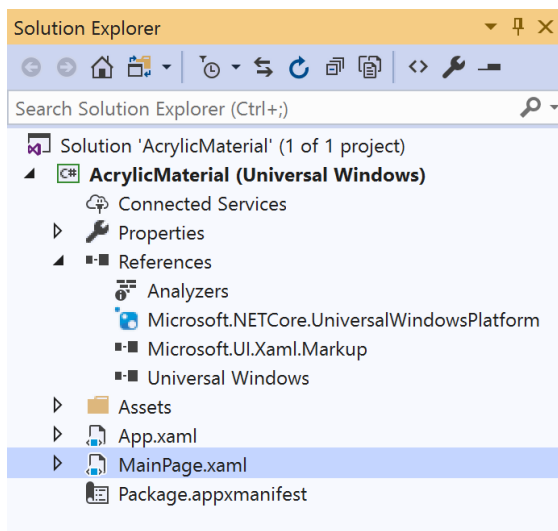 Solution Explorer
Search Solution Explorer (Ctrl+;)
Solution 'AcrylicMaterial' (1 of 1 project)
C# AcrylicMaterial (Universal Windows)
Connected Services
Properties
References
Analyzers
Microsoft.NETCore.UniversalWindowsPlatform
Microsoft.UI.Xaml.Markup
Universal Windows
Assets
App.xaml
MainPage.xaml
Package.appxmanifest